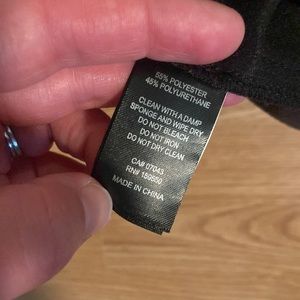 55% POLYESTER
45% POLYURETHANE
CLEAN WITH A DAMP
SPONGE AND WIPE DRY
DO NOT BLEACH
DO NOT IRON
DO NOT DRY CLEAN
CA# 07043
RN# 159850
MADE IN CHINA